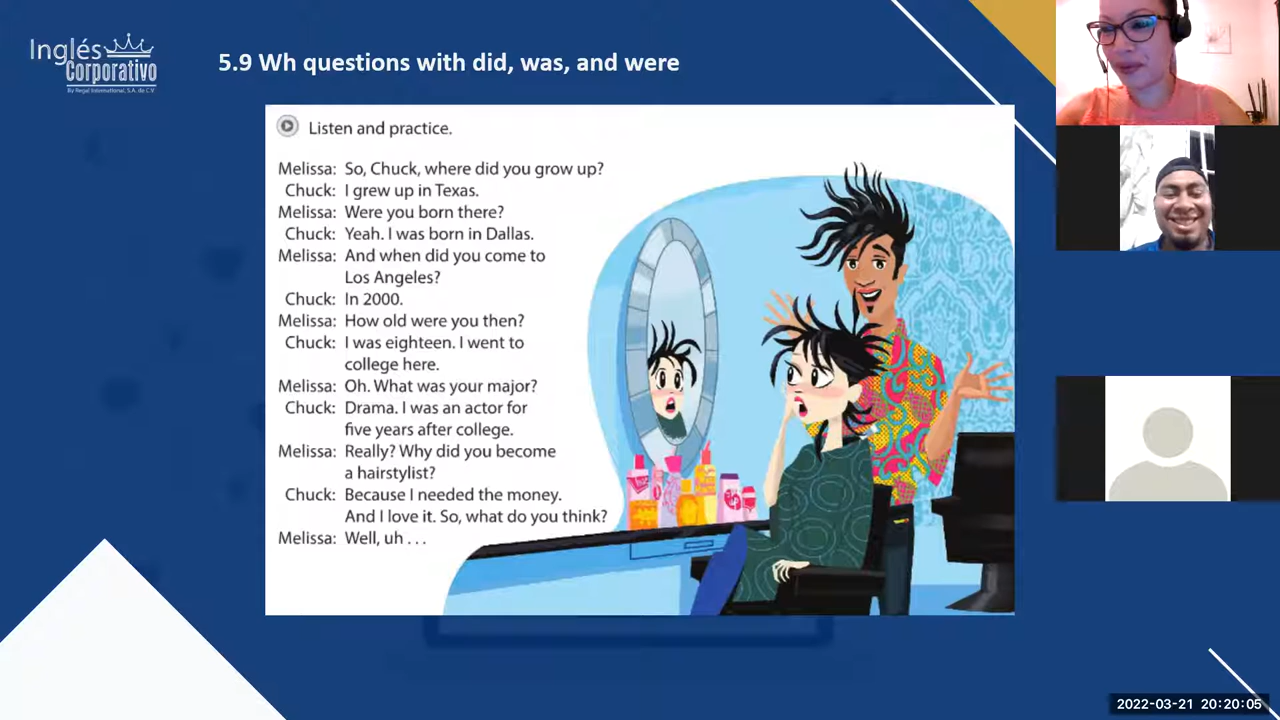 Inglés
Corporativo
By Regal International, S.A. de C.V.
5.9 Wh questions with did, was, and were
Listen and practice.
Melissa: So, Chuck, where did you grow up?
Chuck: I grew up in Texas.
Melissa: Were you born there?
Chuck: Yeah. I was born in Dallas.
Melissa: And when did you come to
Los Angeles?
Chuck: In 2000.
Melissa: How old were you then?
Chuck: I was eighteen. I went to
college here.
Melissa: Oh. What was your major?
Chuck: Drama. I was an actor for
five years after college.
Melissa: Really? Why did you become
a hairstylist?
Chuck: Because I needed the money.
And I love it. So, what do you think?
Melissa: Well, uh . . .
2022-03-21 20:20:05